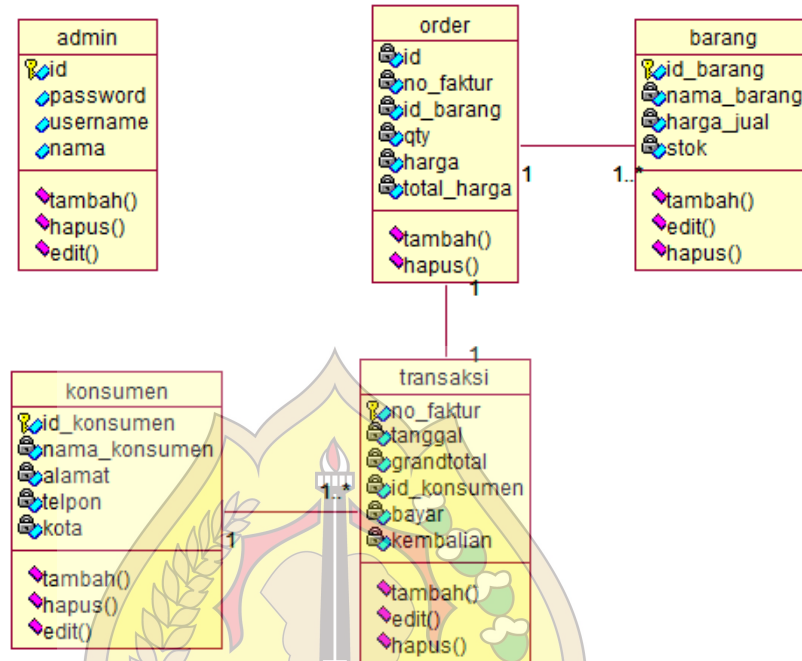 admin
id
password
username
nama
tambah()
hapus()
edit()
order
id
no_faktur
id_barang
qty
harga
total_harga
tambah()
hapus()
barang
id_barang
nama_barang
harga_jual
stok
tambah()
edit()
hapus()
1
1..*
1
1
konsumen
id_konsumen
nama_konsumen
alamat
telpon
kota
tambah()
hapus()
edit()
1
1..*
transaksi
no_faktur
tanggal
grandtotal
id_konsumen
bayar
kembalian
tambah()
edit()
hapus()